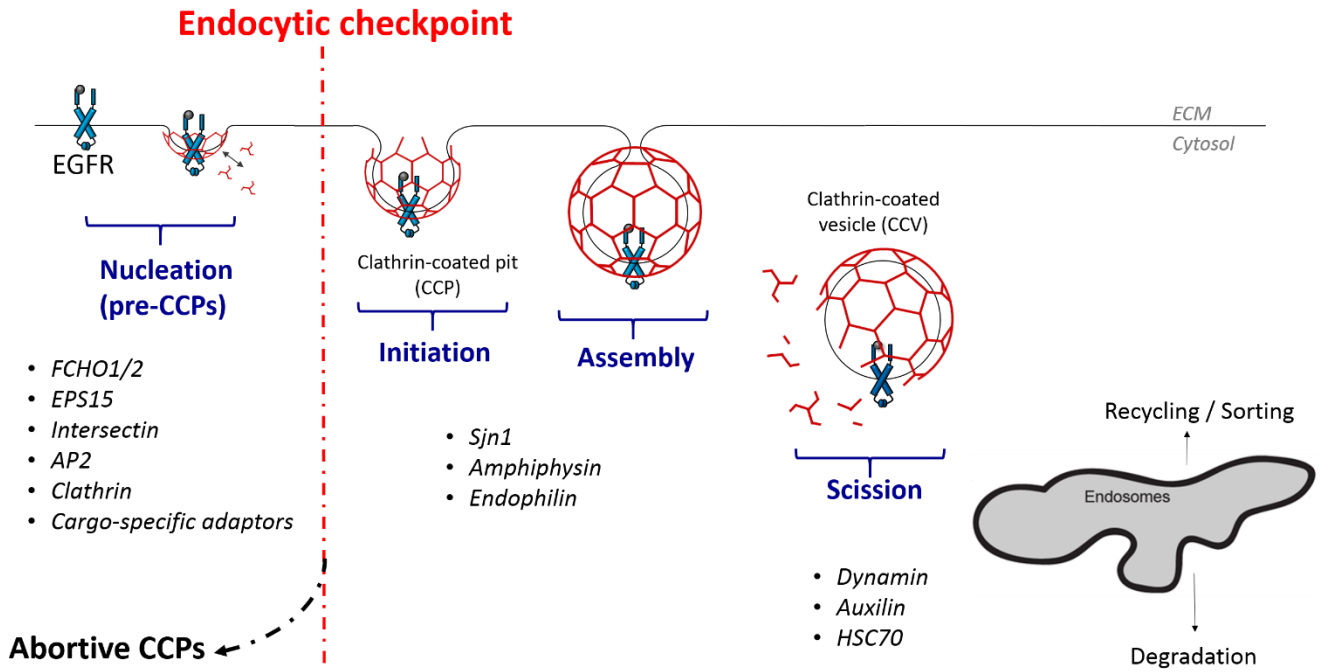 Endocytic checkpoint
ECM
Cytosol
EGFR
Nucleation
(pre-CCPs)
Clathrin-coated pit
(CCP)
Initiation
Assembly
Clathrin-coated
vesicle (CCV)
Scission
• FCHO1/2
• EPS15
• Intersectin
• AP2
• Clathrin
• Cargo-specific adaptors
• Sjn1
• Amphiphysin
• Endophilin
• Dynamin
• Auxilin
• HSC70
Recycling / Sorting
Endosomes
Degradation
Abortive CCPs